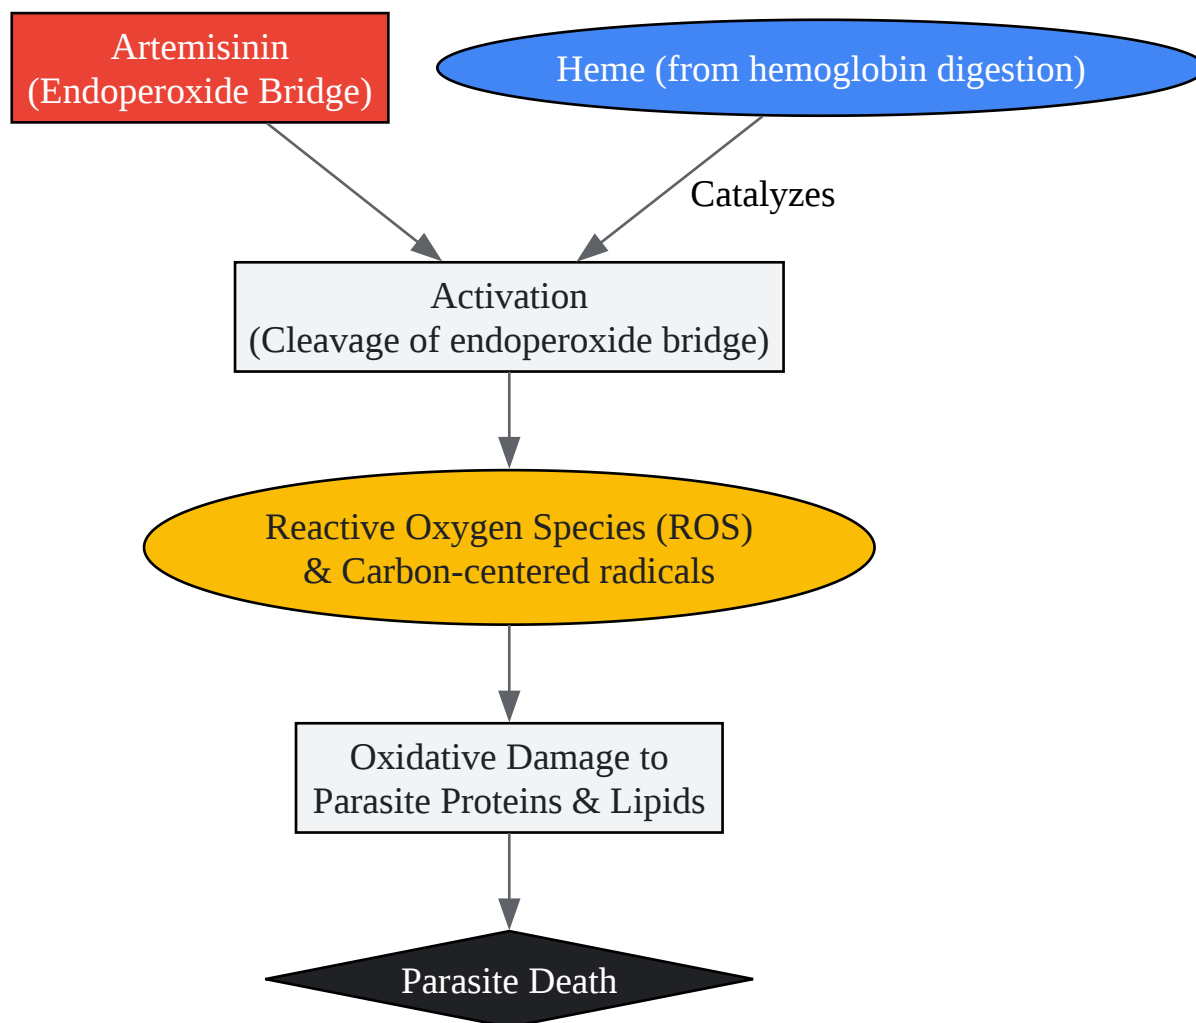 Artemisinin
(Endoperoxide Bridge)
Heme (from hemoglobin digestion)
Catalyzes
Activation
(Cleavage of endoperoxide bridge)
Reactive Oxygen Species (ROS)
& Carbon-centered radicals
Oxidative Damage to
Parasite Proteins & Lipids
Parasite Death